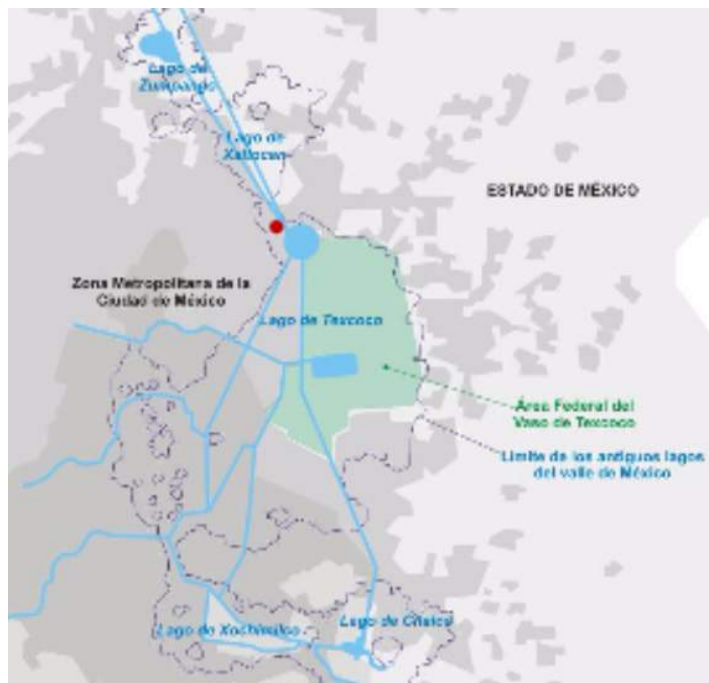 Lago de
Zumpango
Lago de
Xaltocan
ESTADO DE MÉXICO
Zona Metropolitana de la
Ciudad de México
Lago de Texcoco
Área Federal del
Vaso de Texcoco
Límite de los antiguos lagos
del valle de México
Lago de Xochimilco
Lago de Chalco